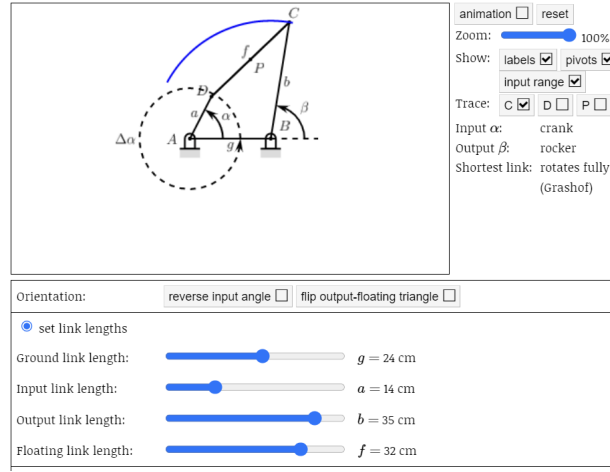 C
f
P
D
b
a
α
β
Δα
A
B
g
animation
reset
Zoom: 100%
Show: labels pivots
input range
Trace: C D P
Input α: crank
Output β: rocker
Shortest link: rotates fully
(Grashof)
Orientation: reverse input angle flip output-floating triangle
set link lengths
Ground link length: g = 24 cm
Input link length: a = 14 cm
Output link length: b = 35 cm
Floating link length: f = 32 cm